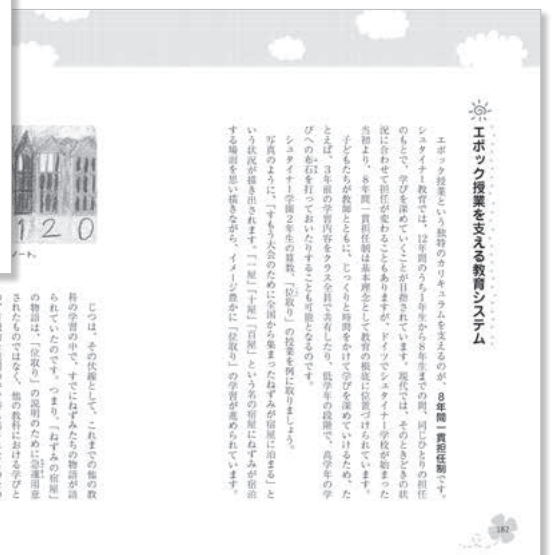 エポック授業を支える教育システム
エポック授業という独特のカリキュラムを支えるのが、8年間一貫担任制です。
シュタイナー教育では、12年間のうち1年生から8年生までの間、同じひとりの担任
のもとで、学びを深めていくことが目指されています。現代では、そのときどきの状
況に合わせて担任が変わることもありますが、ドイツでシュタイナー学校が始まった
当初より、8年間一貫担任制は基本理念として教育の根底に位置づけられています。
子どもたちが教師とともに、じっくりと時間をかけて学びを深めていけるため、た
とえば、3年前の学習内容をクラス全員で共有したり、低学年の段階で、高学年の学
びへの布石を打っておいたりすることも可能となるのです。
シュタイナー学園2年生の算数、「位取り」の授業を例に取りましょう。
写真のように、「すもう大会のために全国から集まったねずみが宿屋に泊まる」と
いう状況が描き出されます。「一屋」「十屋」「百屋」という名の宿屋にねずみが宿泊
する場面を思い描きながら、イメージ豊かに「位取り」の学習が進められています。
じつは、その伏線として、これまでの他の教
科の学習の中で、すでにねずみたちの物語が語
られていたのです。つまり、「ねずみの宿屋」
の物語は、「位取り」の説明のために急遽用意
されたものではなく、他の教科における学びと
120
ノート。
182